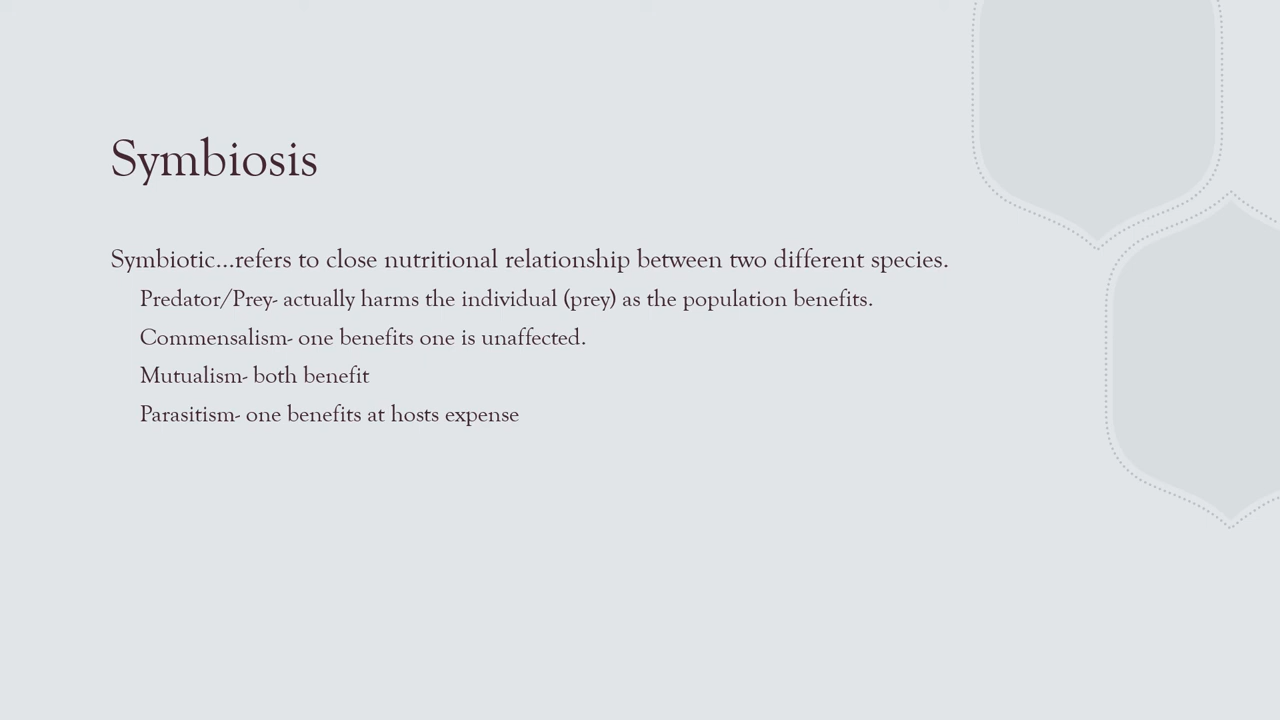 Symbiosis
Symbiotic...refers to close nutritional relationship between two different species.
Predator/Prey- actually harms the individual (prey) as the population benefits.
Commensalism- one benefits one is unaffected.
Mutualism- both benefit
Parasitism- one benefits at hosts expense